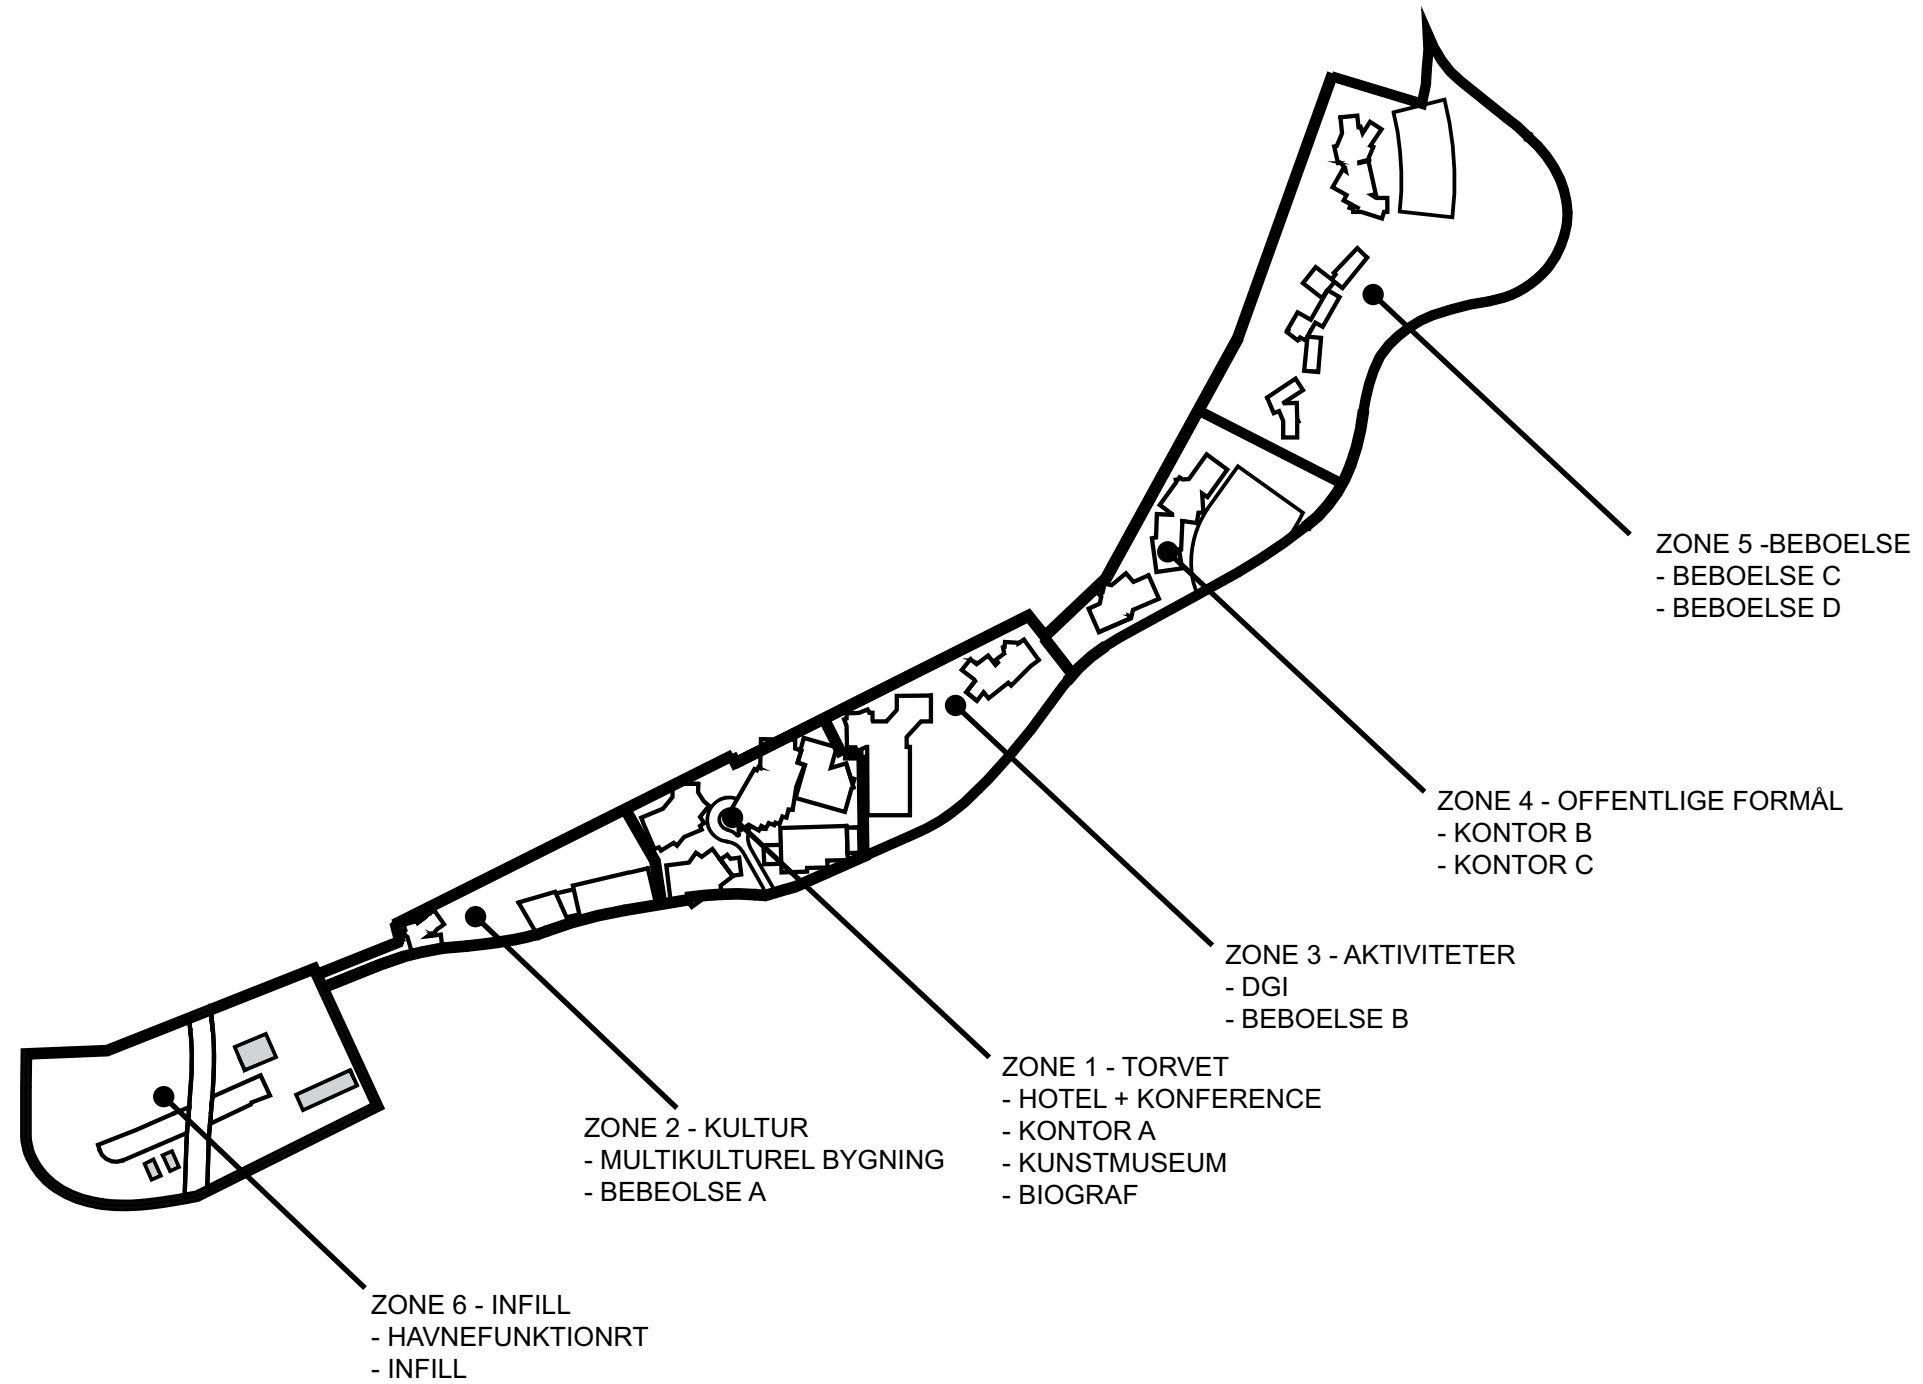 ZONE 5 -BEBOELSE
- BEBOELSE C
- BEBOELSE D
ZONE 4 - OFFENTLIGE FORMÅL
- KONTOR B
- KONTOR C
ZONE 3 - AKTIVITETER
- DGI
- BEBOELSE B
ZONE 1 - TORVET
- HOTEL + KONFERENCE
- KONTOR A
- KUNSTMUSEUM
- BIOGRAF
ZONE 2 - KULTUR
- MULTIKULTUREL BYGNING
- BEBEOLSE A
ZONE 6 - INFILL
- HAVNEFUNKTIONRT
- INFILL